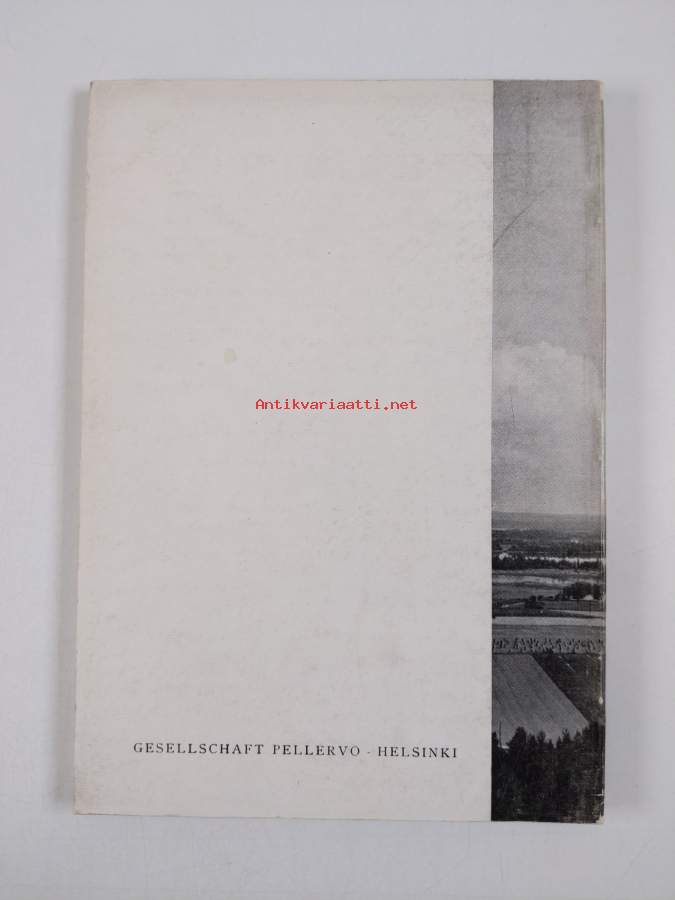 Antikvariaatti.net
GESELLSCHAFT PELLERVO - HELSINKI